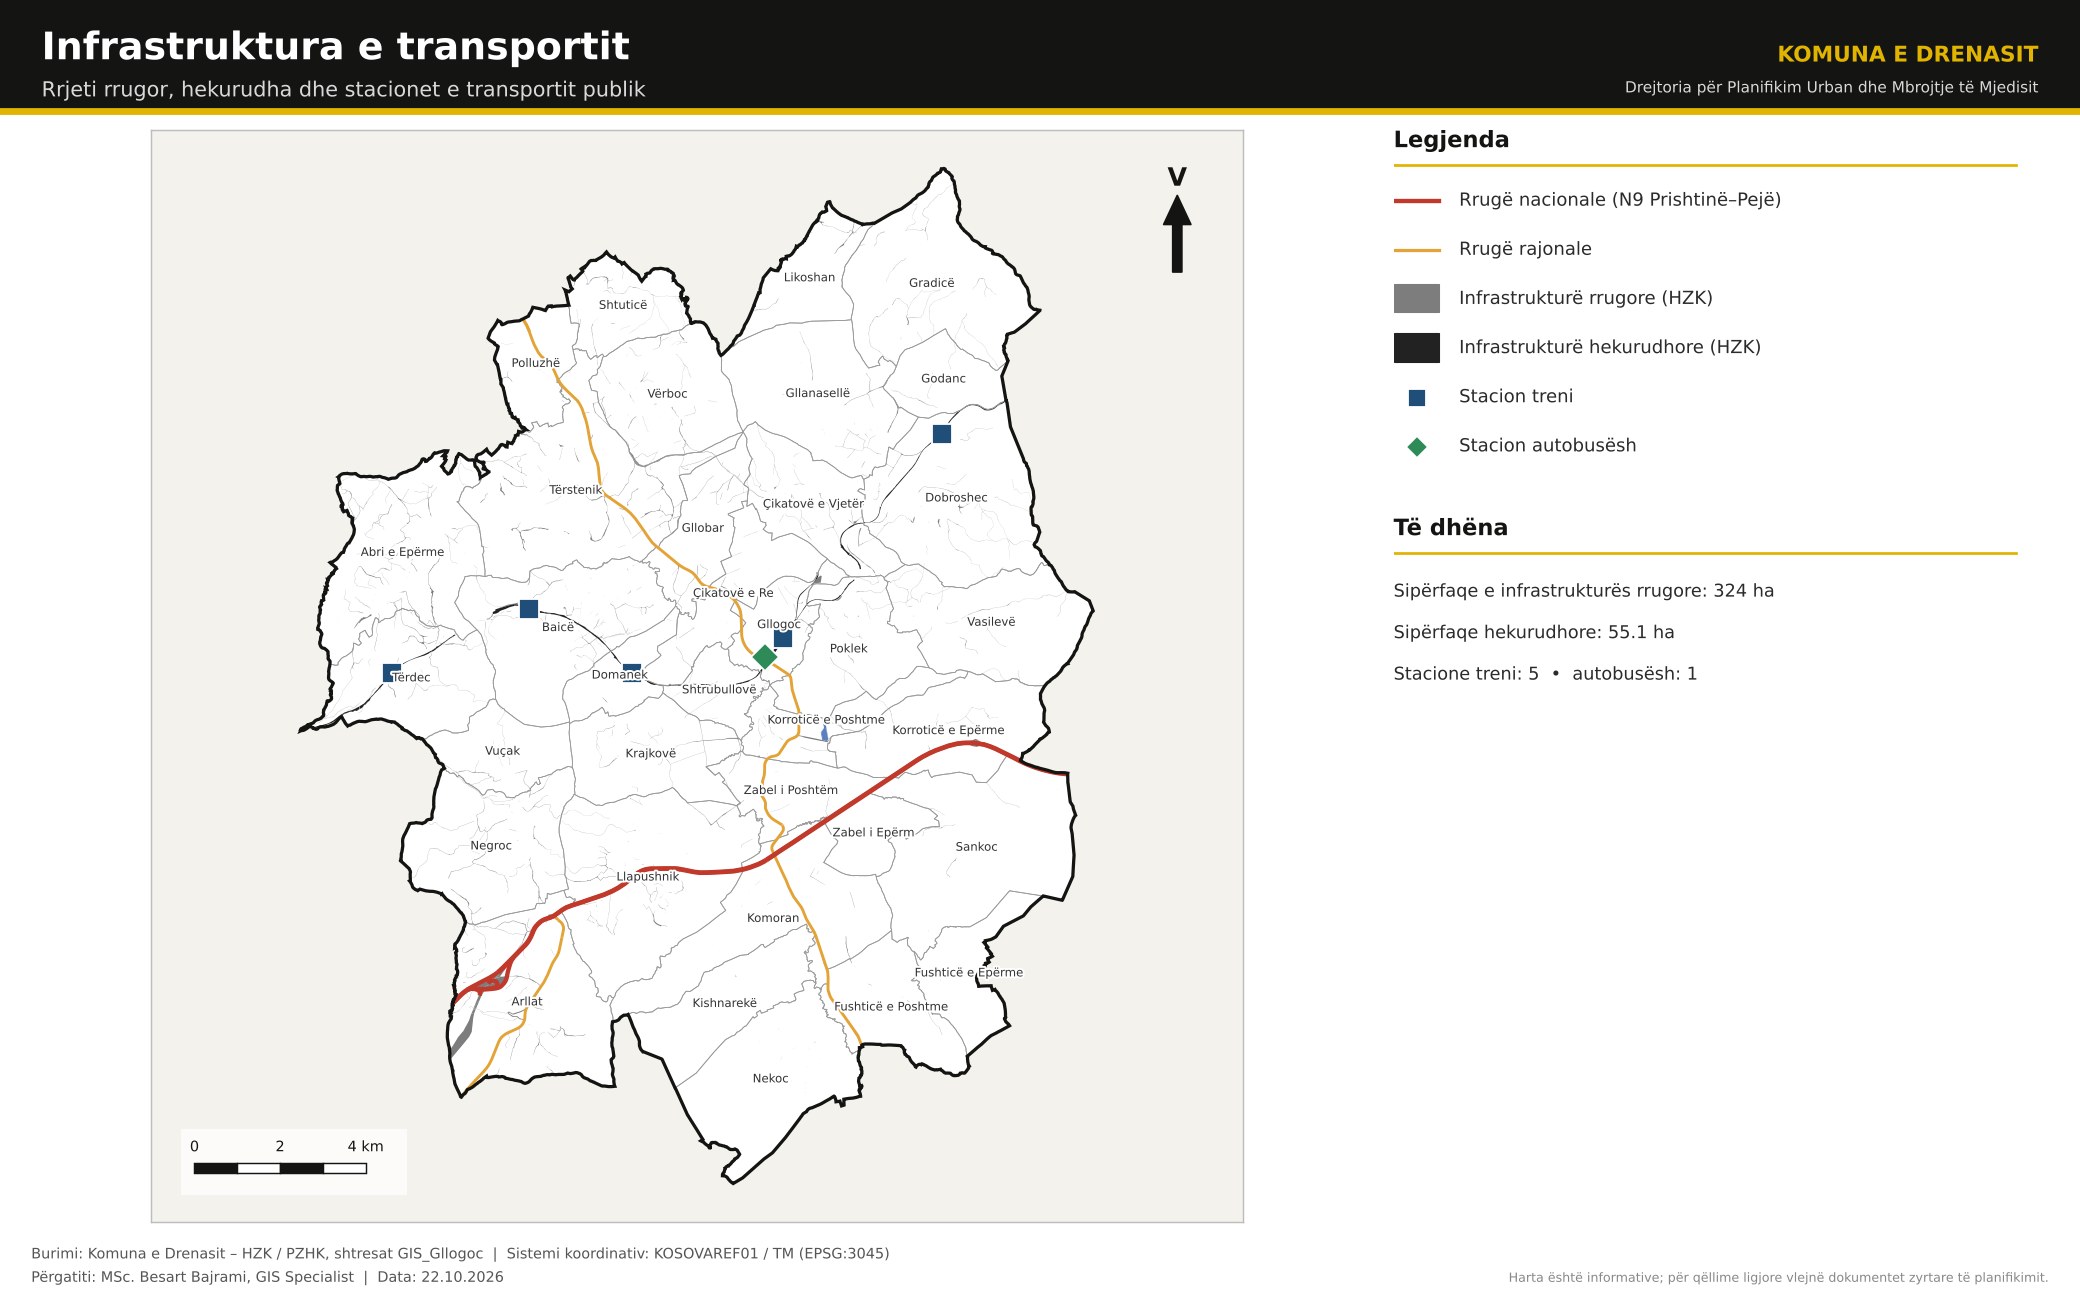 Infrastruktura e transportit
Rrjeti rrugor, hekurudha dhe stacionet e transportit publik
KOMUNA E DRENASIT
Drejtoria për Planifikim Urban dhe Mbrojtje të Mjedisit
V
Likoshan
Gradicë
Shtuticë
Polluzhë
Vërboc
Gllanasellë
Godanc
Tërstenik
Çikatovë e Vjetër
Dobroshec
Gllobar
Abri e Epërme
Çikatovë e Re
Baicë
Gllogoc
Vasilevë
Poklek
Tërdec
Domanek
Shtrubullovë
Korroticë e Poshtme
Korroticë e Epërme
Vuçak
Krajkovë
Zabel i Poshtëm
Zabel i Epërm
Negroc
Sankoc
Llapushnik
Komoran
Fushticë e Epërme
Arllat
Kishnarekë
Fushticë e Poshtme
Nekoc
0 2 4 km
Legjenda
Rrugë nacionale (N9 Prishtinë–Pejë)
Rrugë rajonale
Infrastrukturë rrugore (HZK)
Infrastrukturë hekurudhore (HZK)
Stacion treni
Stacion autobusësh
Të dhëna
Sipërfaqe e infrastrukturës rrugore: 324 ha
Sipërfaqe hekurudhore: 55.1 ha
Stacione treni: 5 • autobusësh: 1
Burimi: Komuna e Drenasit – HZK / PZHK, shtresat GIS_Gllogoc | Sistemi koordinativ: KOSOVAREF01 / TM (EPSG:3045)
Përgatiti: MSc. Besart Bajrami, GIS Specialist | Data: 22.10.2026
Harta është informative; për qëllime ligjore vlejnë dokumentet zyrtare të planifikimit.